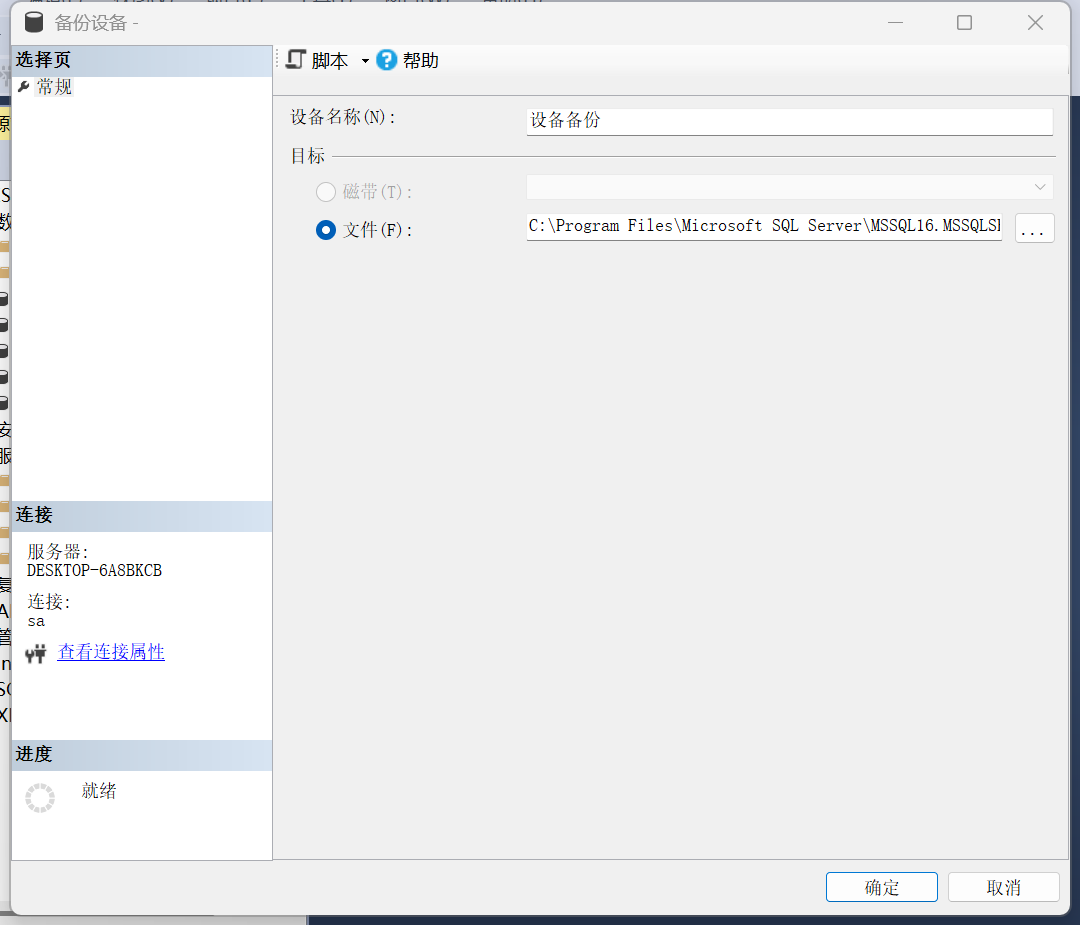 备份设备 -
选择页
常规
脚本
帮助
设备名称(N):
设备备份
目标
磁带(T):
文件(F):
C:\Program Files\Microsoft SQL Server\MSSQL16.MSSQLS
...
连接
服务器:
DESKTOP-6A8BKCB
连接:
sa
查看连接属性
进度
就绪
确定
取消